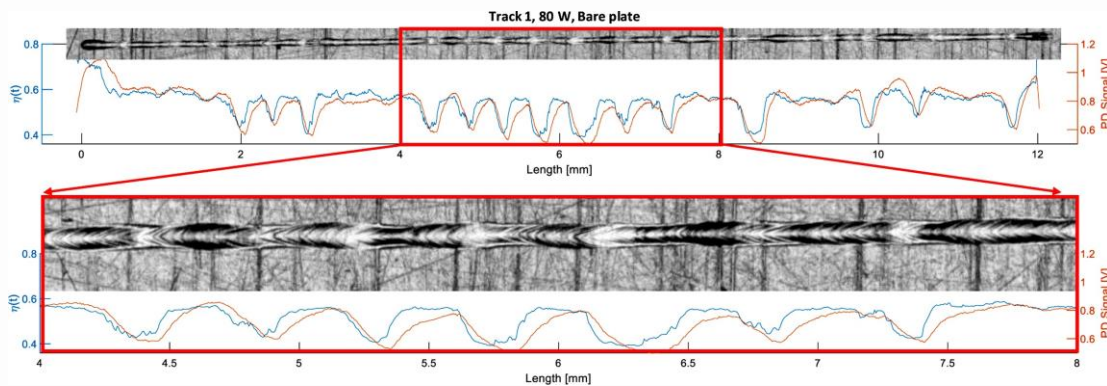 Track 1, 80 W, Bare plate
0.8
0.6
0.4
η(t)
1.2
1
0.8
0.6
PD Signal [V]
0 2 4 6 8 10 12
Length [mm]
0.8
0.6
0.4
η(t)
1.2
1
0.8
0.6
PD Signal [V]
4 4.5 5 5.5 6 6.5 7 7.5 8
Length [mm]